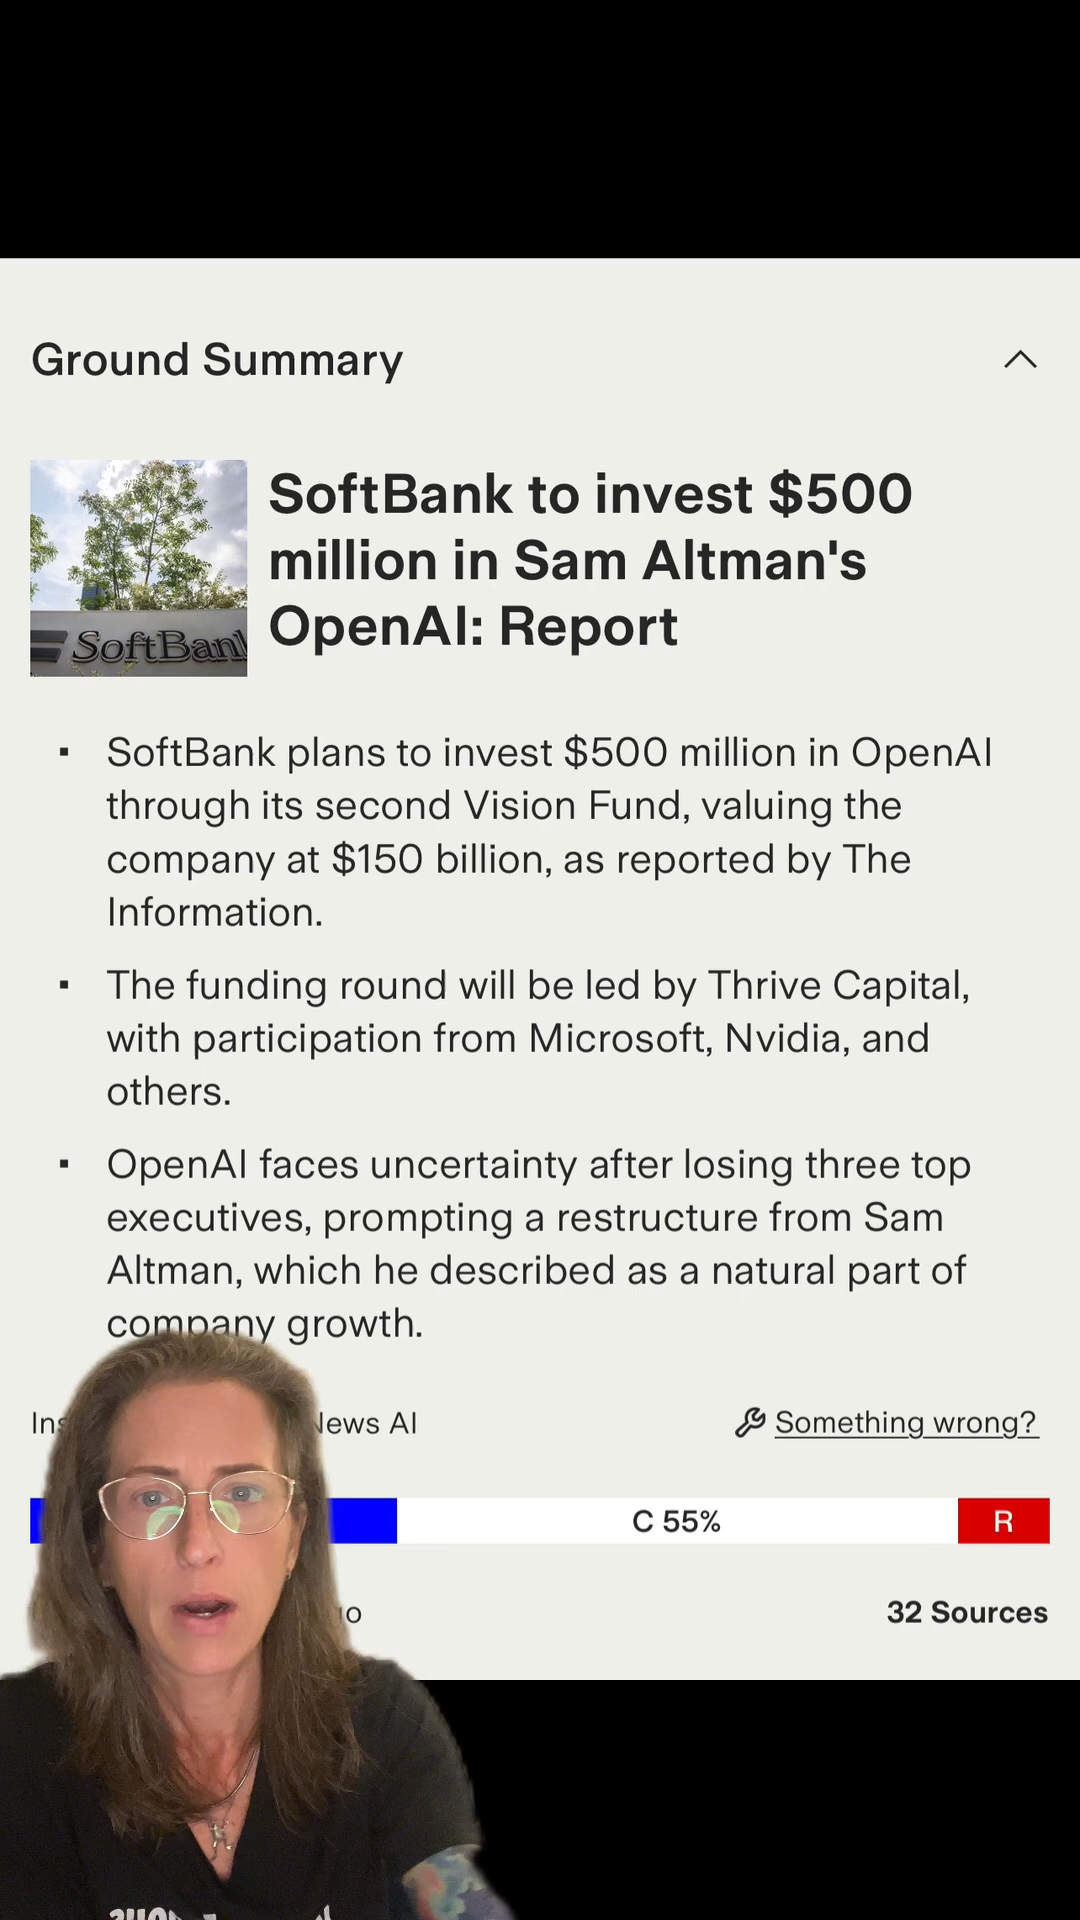 Ground Summary
SoftBank to invest $500
million in Sam Altman's
OpenAI: Report
SoftBank
▪ SoftBank plans to invest $500 million in OpenAI
through its second Vision Fund, valuing the
company at $150 billion, as reported by The
Information.
▪ The funding round will be led by Thrive Capital,
with participation from Microsoft, Nvidia, and
others.
▪ OpenAI faces uncertainty after losing three top
executives, prompting a restructure from Sam
Altman, which he described as a natural part of
company growth.
News AI
Something wrong?
C 55%
R
32 Sources